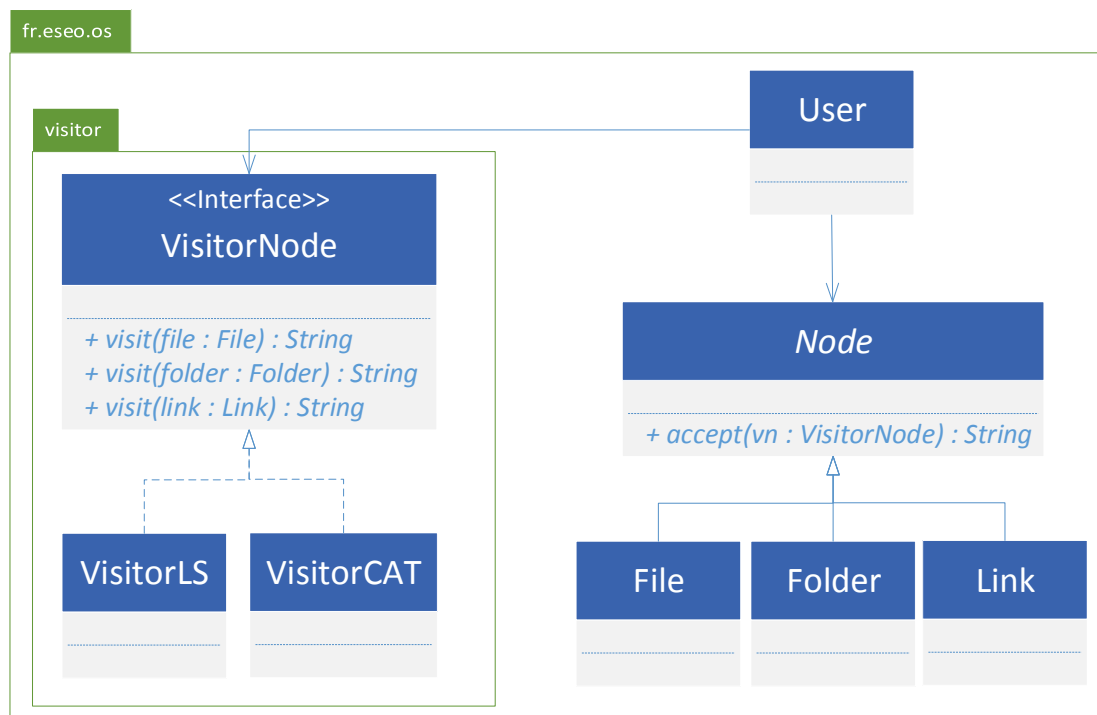 fr.eseo.os
visitor
User
<<Interface>>
VisitorNode
+ visit(file : File) : String
+ visit(folder : Folder) : String
+ visit(link : Link) : String
Node
+ accept(vn : VisitorNode) : String
VisitorLS
VisitorCAT
File
Folder
Link